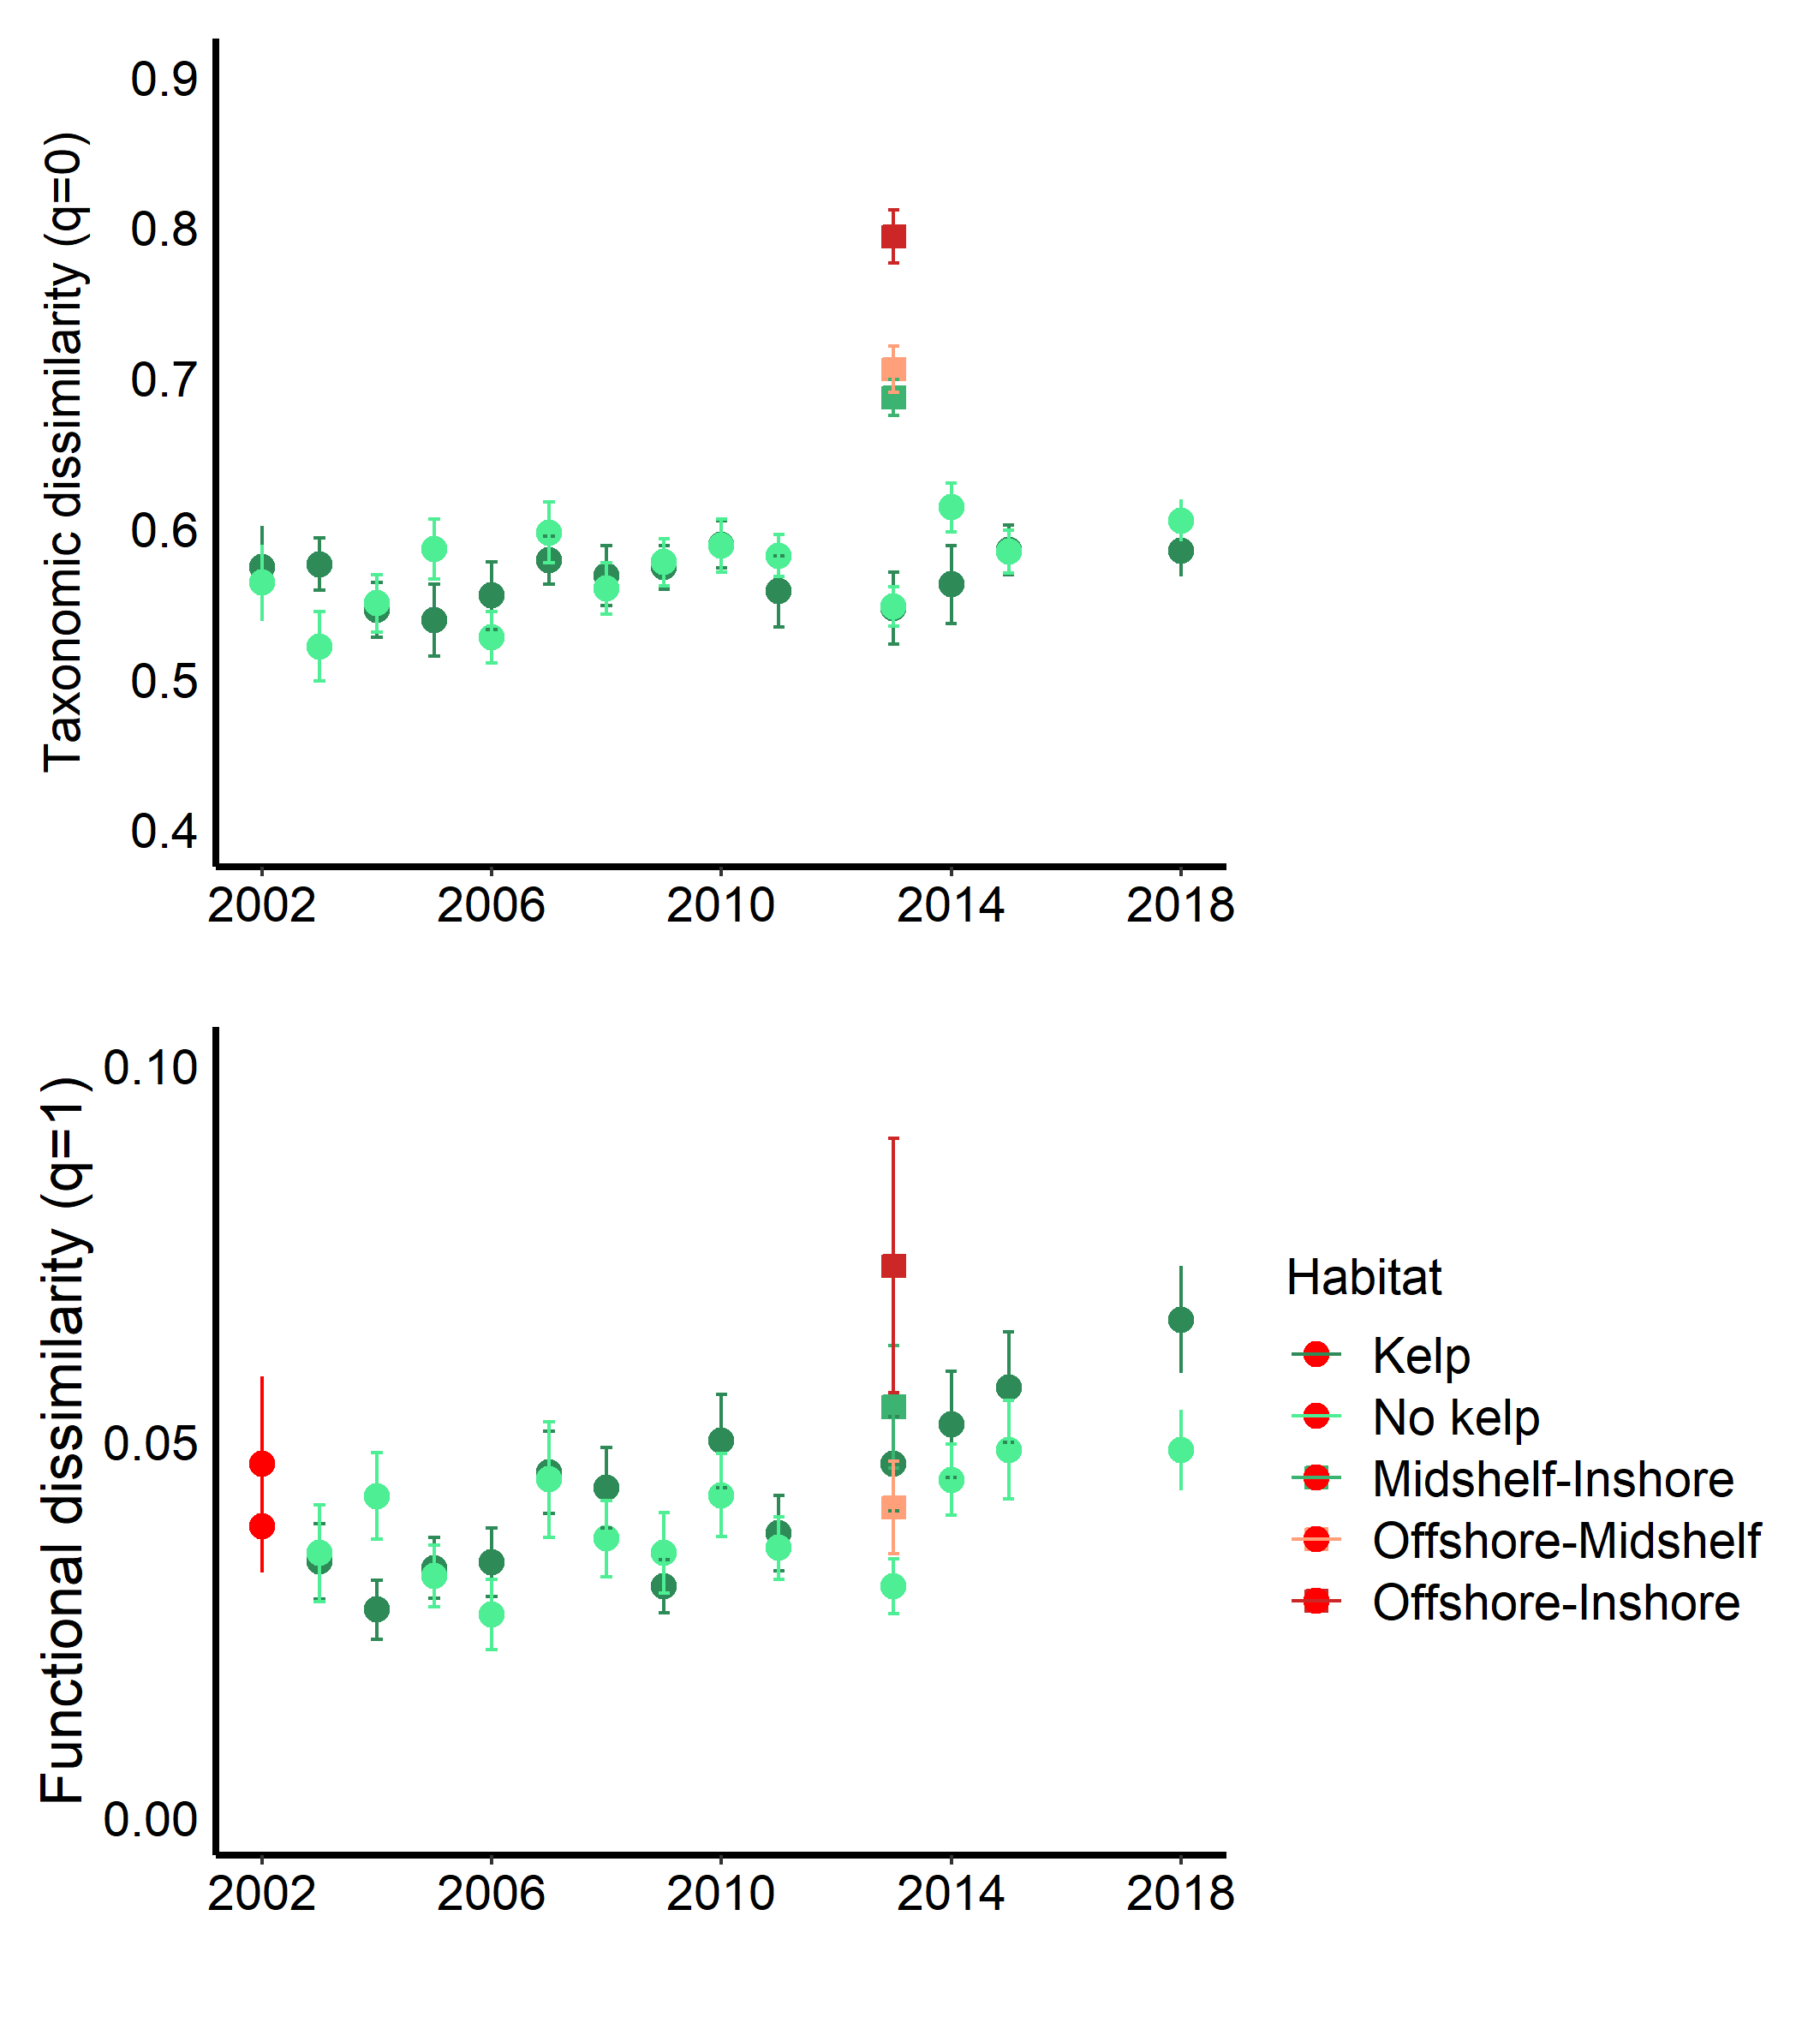 Taxonomic dissimilarity (q=0)
0.9
0.8
0.7
0.6
0.5
0.4
2002 2006 2010 2014 2018
Functional dissimilarity (q=1)
0.10
0.05
0.00
2002 2006 2010 2014 2018
Habitat
Kelp
No kelp
Midshelf-Inshore
Offshore-Midshelf
Offshore-Inshore